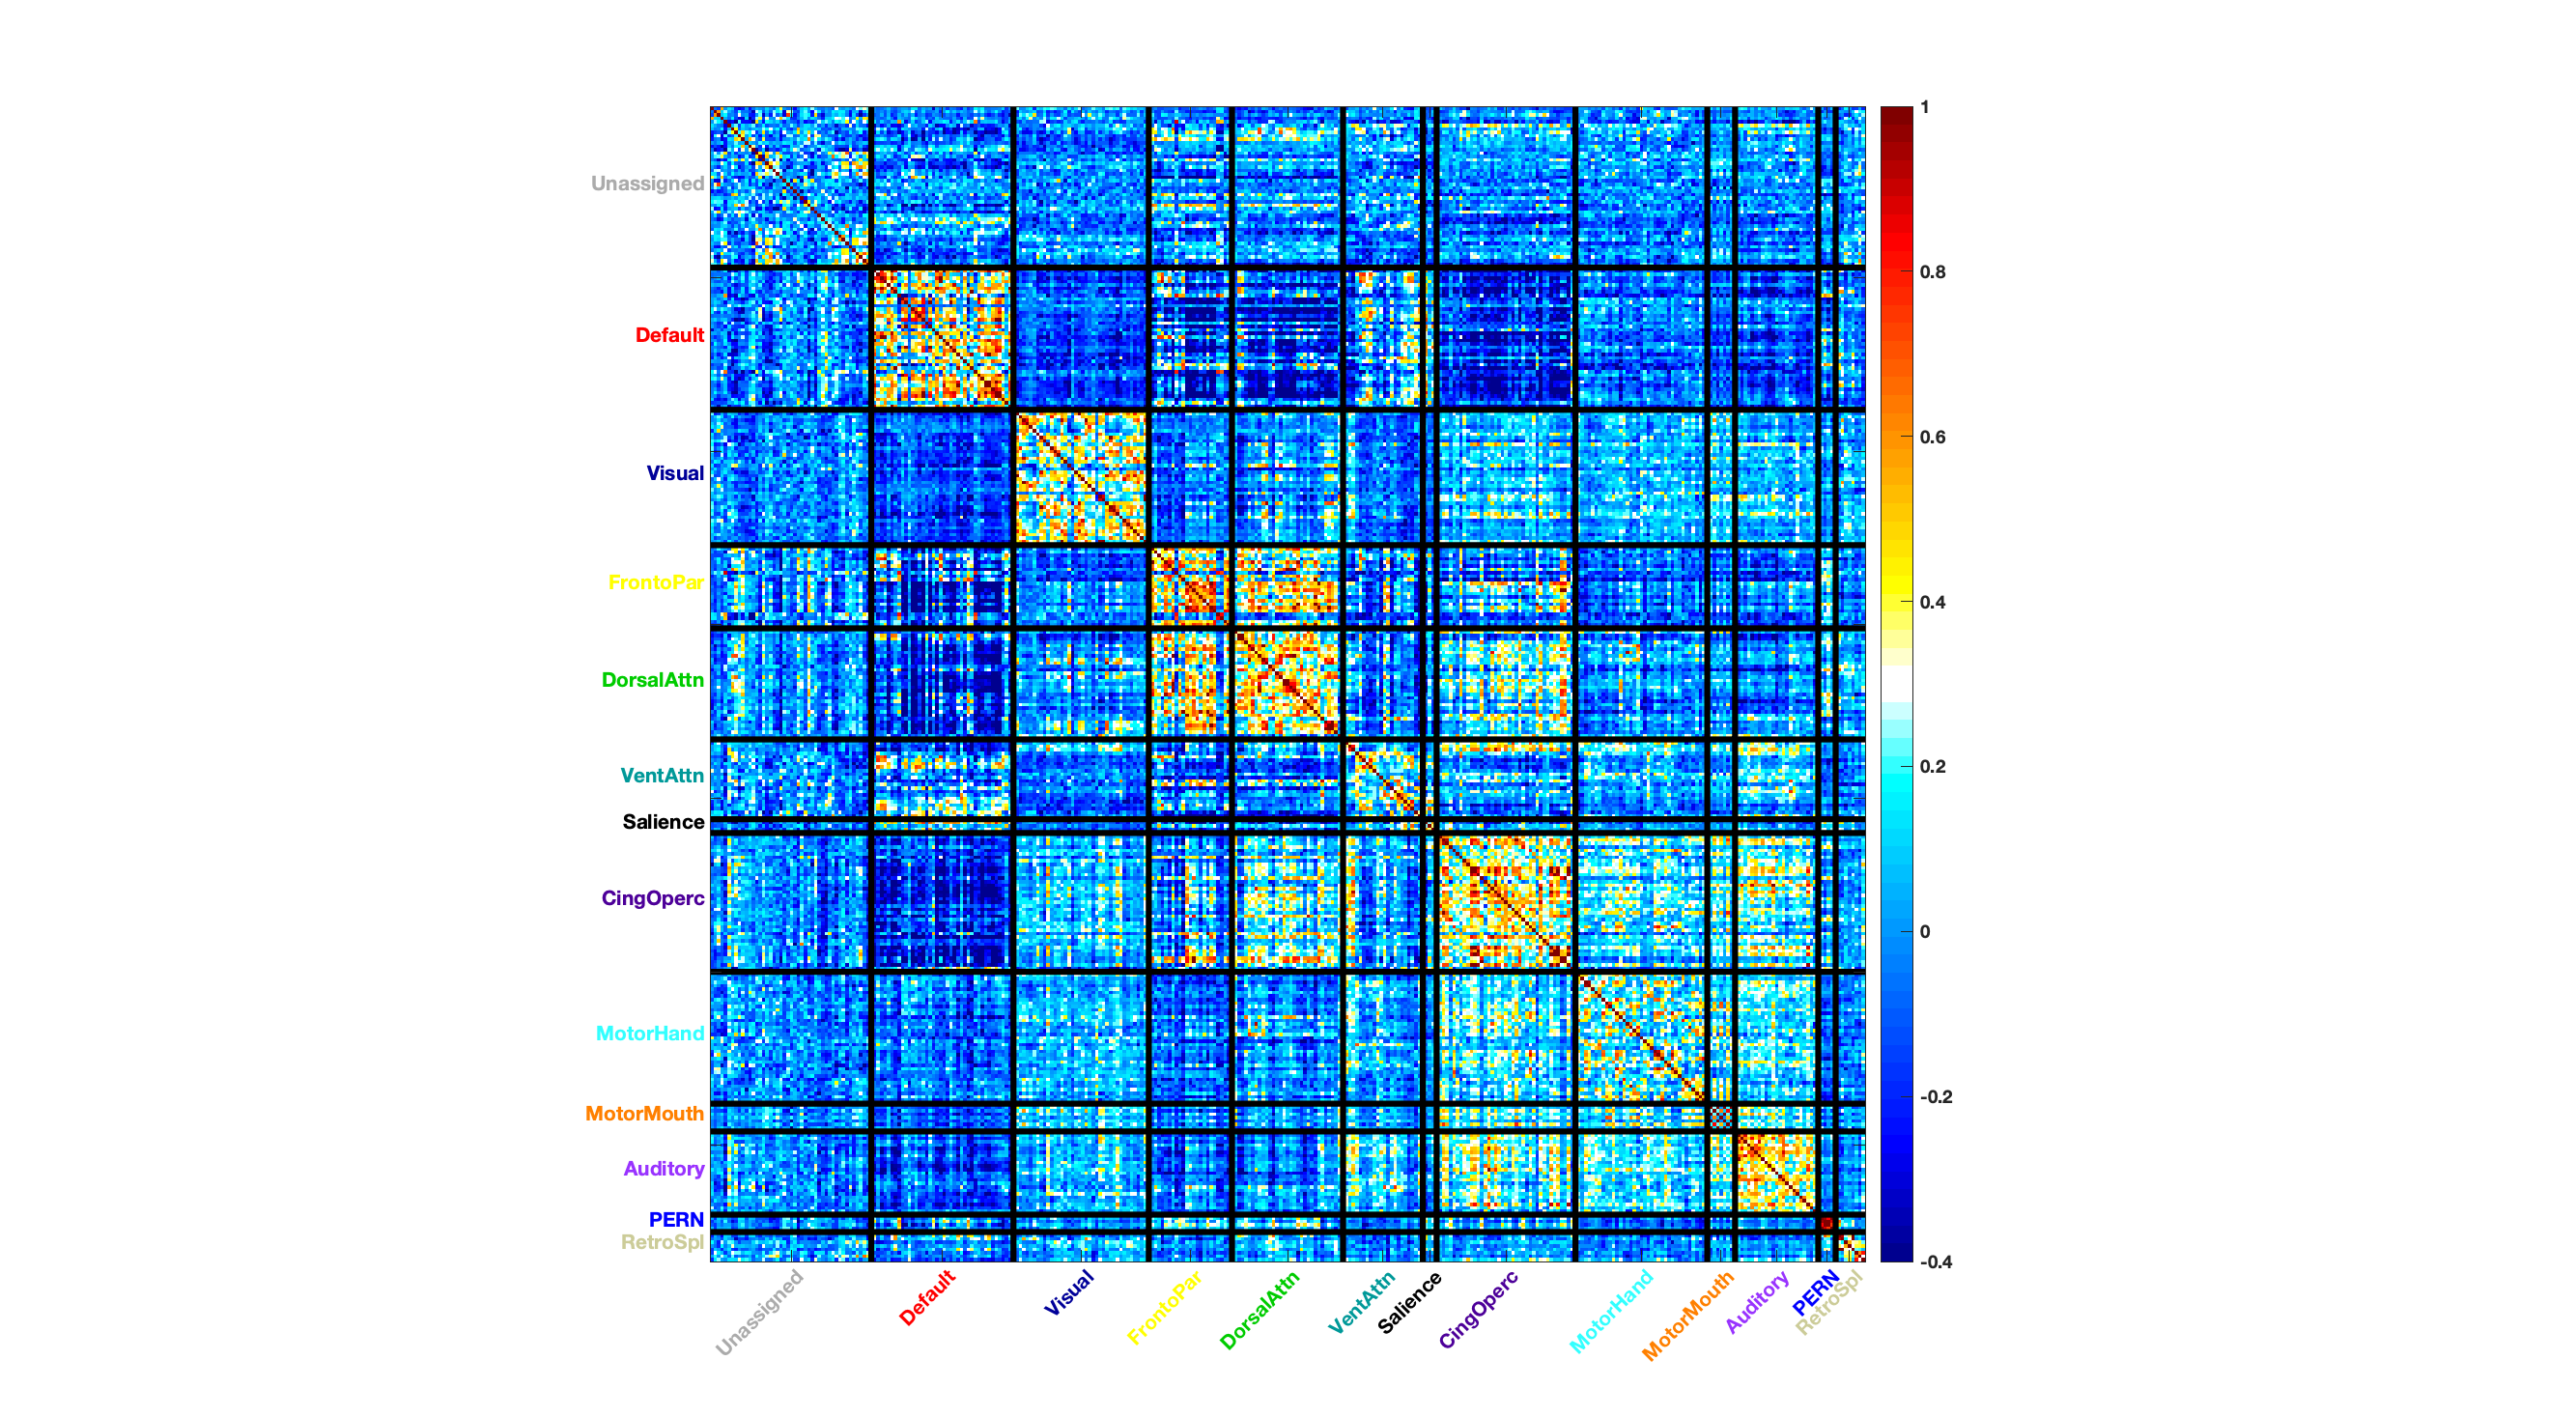 Unassigned
Default
Visual
FrontoPar
DorsalAttn
VentAttn
Salience
CingOperc
MotorHand
MotorMouth
Auditory
PERN
RetroSpl
Unassigned
Default
Visual
FrontoPar
DorsalAttn
VentAttn
Salience
CingOperc
MotorHand
MotorMouth
Auditory
PERN
RetroSpl
1
0.8
0.6
0.4
0.2
0
-0.2
-0.4